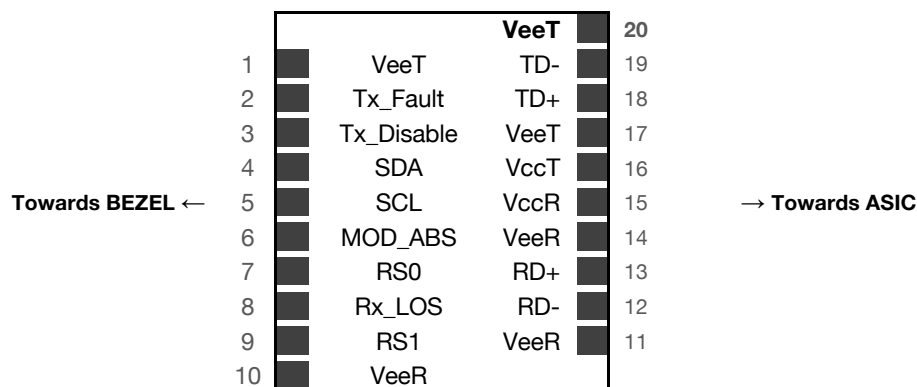 VeeT 20
1 VeeT TD- 19
2 Tx_Fault TD+ 18
3 Tx_Disable VeeT 17
4 SDA VccT 16
Towards BEZEL ← 5 SCL VccR 15 → Towards ASIC
6 MOD_ABS VeeR 14
7 RS0 RD+ 13
8 Rx_LOS RD- 12
9 RS1 VeeR 11
10 VeeR